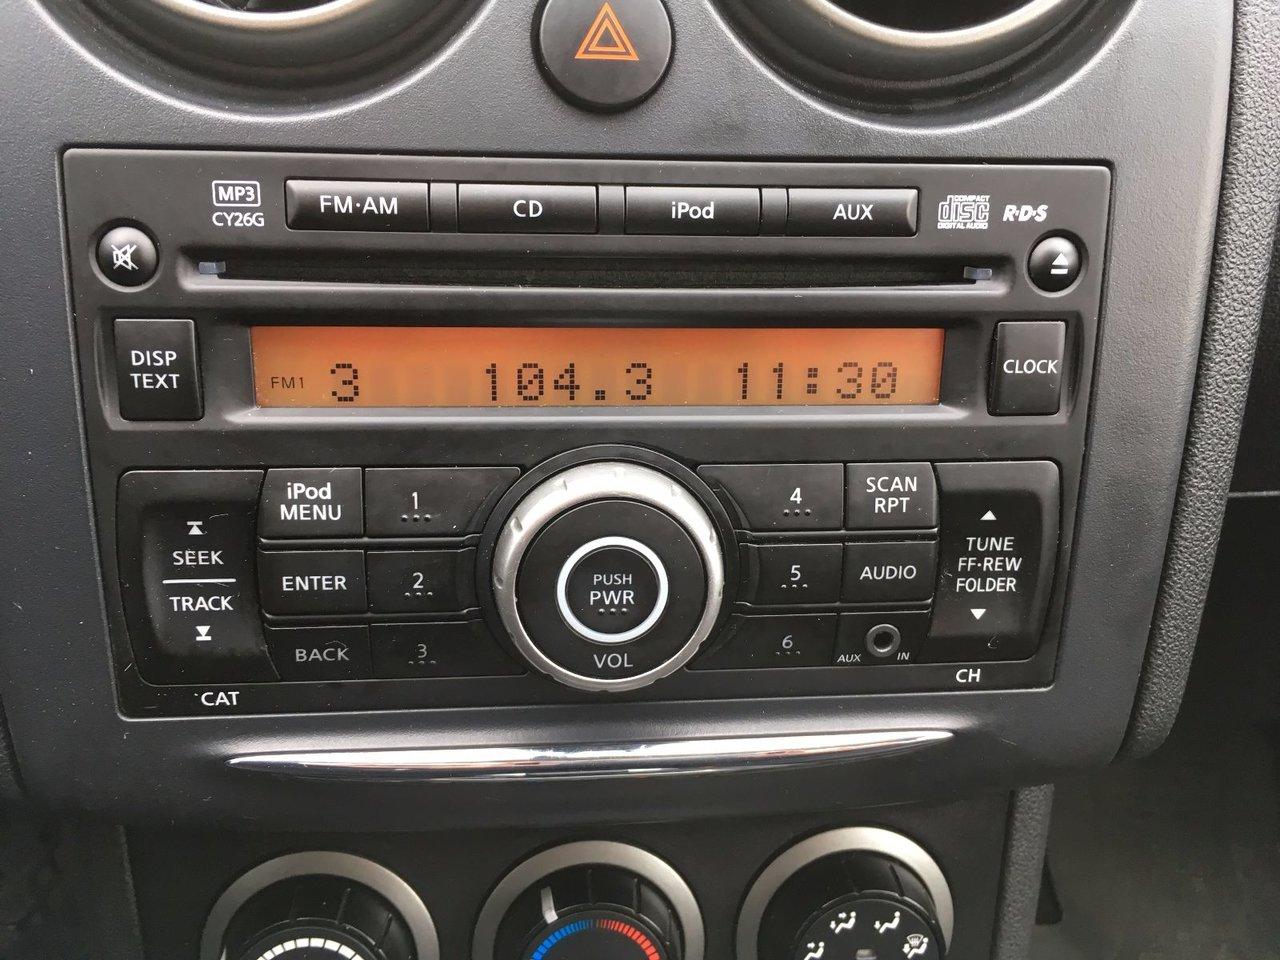 MP3
CY26G
FM·AM
CD
iPod
AUX
COMPACT
disc
DIGITAL AUDIO
R·D·S
DISP
TEXT
FM1 3 104.3 11:30
CLOCK
iPod
MENU
1
4
SCAN
RPT
SEEK
TRACK
ENTER
2
PUSH
PWR
5
AUDIO
TUNE
FF·REW
FOLDER
BACK
3
VOL
6
AUX IN
CAT
CH